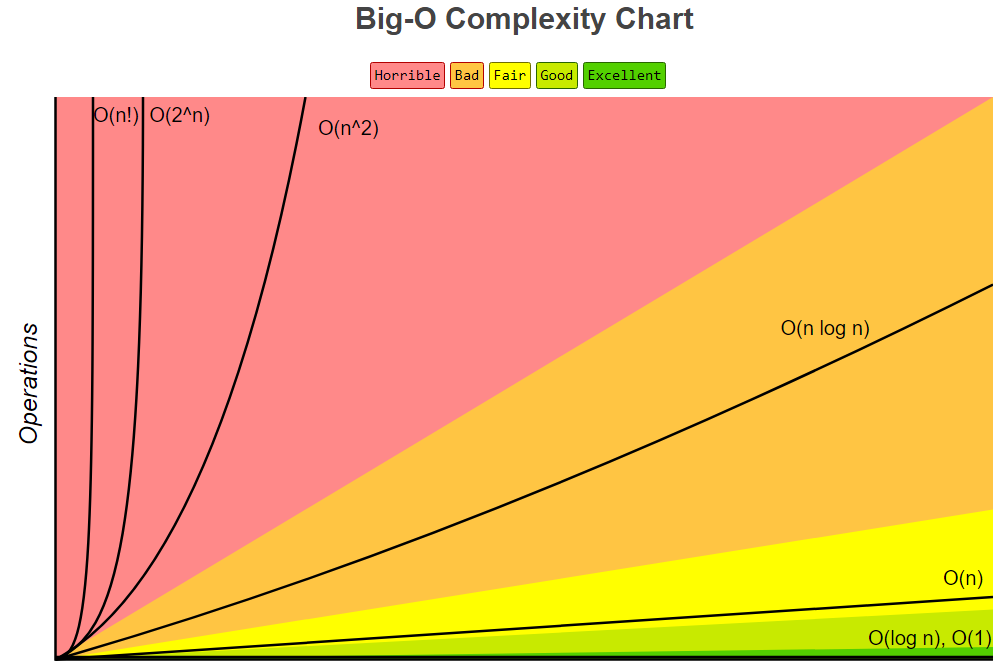 Big-O Complexity Chart
Horrible Bad Fair Good Excellent
O(n!) O(2^n)
O(n^2)
O(n log n)
Operations
O(n)
O(log n), O(1)